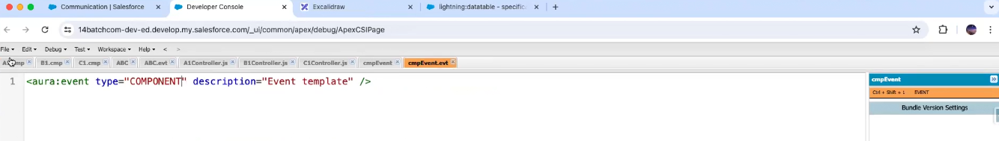 Communication | Salesforce × Developer Console × Excalidraw × lightning:datatable - specific × +
14batchcom-dev-ed.develop.my.salesforce.com/_ui/common/apex/debug/ApexCSIPage
File Edit Debug Test Workspace Help < >
B1.cmp C1.cmp ABC ABC.evt A1Controller.js B1Controller.js C1Controller.js cmpEvent cmpEvent.evt
1 <aura:event type="COMPONENT" description="Event template" />
cmpEvent
Ctrl + Shift + 1 EVENT
Bundle Version Settings